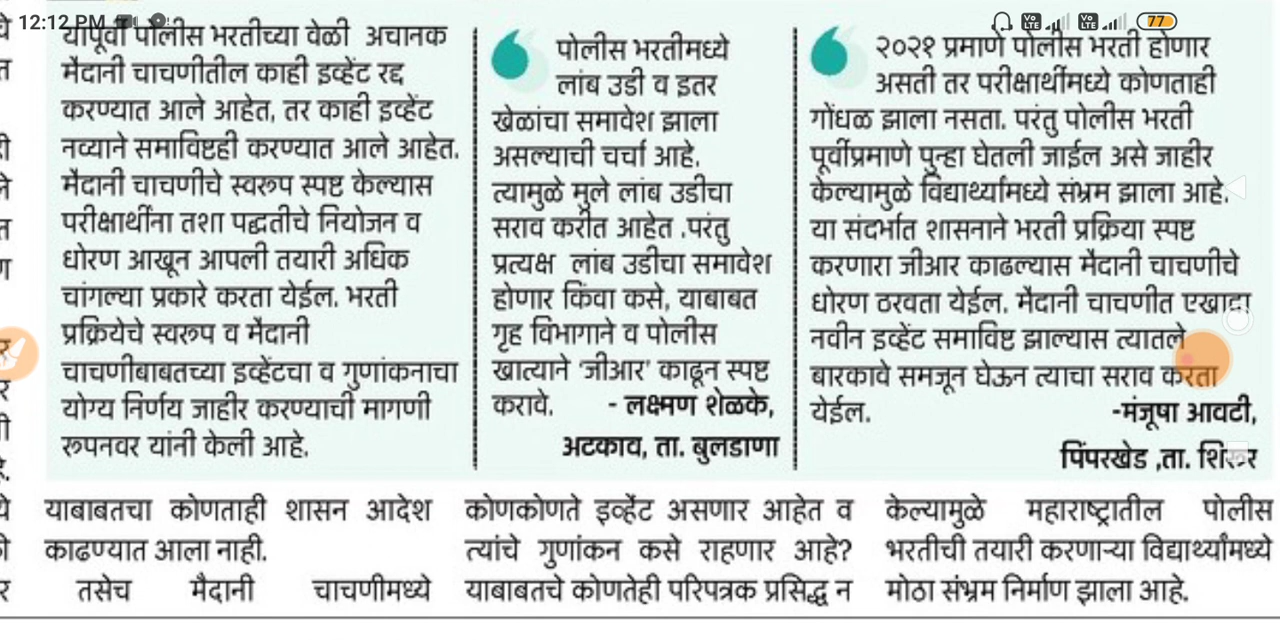 12:12 PM
77
यापूर्वी पोलीस भरतीच्या वेळी अचानक
मैदानी चाचणीतील काही इव्हेंट रद्द
करण्यात आले आहेत, तर काही इव्हेंट
नव्याने समाविष्टही करण्यात आले आहेत.
मैदानी चाचणीचे स्वरूप स्पष्ट केल्यास
परीक्षार्थींना तशा पद्धतीचे नियोजन व
धोरण आखून आपली तयारी अधिक
चांगल्या प्रकारे करता येईल. भरती
प्रक्रियेचे स्वरूप व मैदानी
चाचणीबाबतच्या इव्हेंटचा व गुणांकनाचा
योग्य निर्णय जाहीर करण्याची मागणी
रूपनवर यांनी केली आहे.
पोलीस भरतीमध्ये
लांब उडी व इतर
खेळांचा समावेश झाला
असल्याची चर्चा आहे.
त्यामुळे मुले लांब उडीचा
सराव करीत आहेत .परंतु
प्रत्यक्ष लांब उडीचा समावेश
होणार किंवा कसे, याबाबत
गृह विभागाने व पोलीस
खात्याने 'जीआर' काढून स्पष्ट
करावे. - लक्ष्मण शेळके,
अटकाव, ता. बुलडाणा
२०२१ प्रमाणे पोलीस भरती होणार
असती तर परीक्षार्थीमध्ये कोणताही
गोंधळ झाला नसता. परंतु पोलीस भरती
पूर्वीप्रमाणे पुन्हा घेतली जाईल असे जाहीर
केल्यामुळे विद्यार्थ्यांमध्ये संभ्रम झाला आहे.
या संदर्भात शासनाने भरती प्रक्रिया स्पष्ट
करणारा जीआर काढल्यास मैदानी चाचणीचे
धोरण ठरवता येईल. मैदानी चाचणीत एखादा
नवीन इव्हेंट समाविष्ट झाल्यास त्यातले
बारकावे समजून घेऊन त्याचा सराव करता
येईल. -मंजूषा आवटी,
पिंपरखेड ,ता. शिरूर
याबाबतचा कोणताही शासन आदेश
काढण्यात आला नाही.
तसेच मैदानी चाचणीमध्ये
कोणकोणते इव्हेंट असणार आहेत व
त्यांचे गुणांकन कसे राहणार आहे?
याबाबतचे कोणतेही परिपत्रक प्रसिद्ध न
केल्यामुळे महाराष्ट्रातील पोलीस
भरतीची तयारी करणाऱ्या विद्यार्थ्यांमध्ये
मोठा संभ्रम निर्माण झाला आहे.